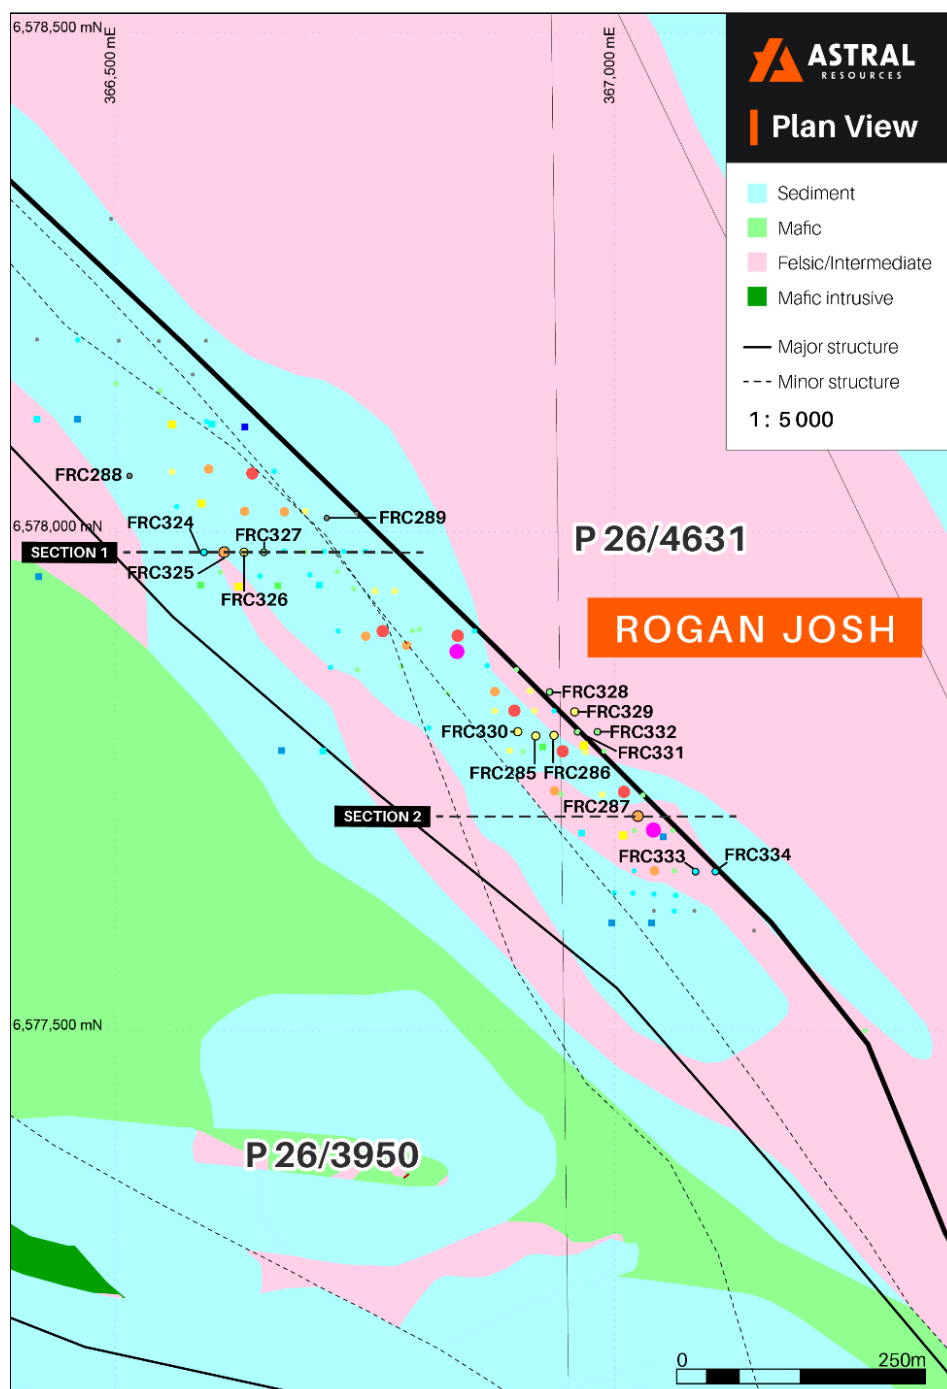 6,578,500 mN
366,500 mE
367,000 mE
ASTRAL
RESOURCES
Plan View
Sediment
Mafic
Felsic/Intermediate
Mafic intrusive
Major structure
Minor structure
1: 5 000
FRC288
FRC289
6,578,000 mN
FRC324
FRC327
P 26/4631
SECTION 1
FRC325
FRC326
ROGAN JOSH
FRC328
FRC329
FRC330
FRC332
FRC331
FRC285
FRC286
FRC287
SECTION 2
FRC333
FRC334
6,577,500 mN
P 26/3950
0
250m